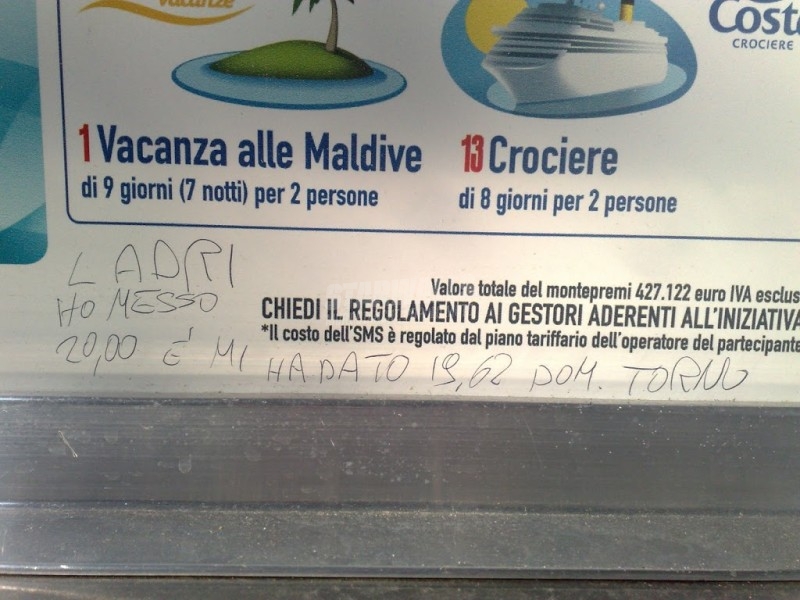 vacanze
Costa
CROCIERE
1 Vacanza alle Maldive
di 9 giorni (7 notti) per 2 persone
13 Crociere
di 8 giorni per 2 persone
Valore totale del montepremi 427.122 euro IVA esclus
CHIEDI IL REGOLAMENTO AI GESTORI ADERENTI ALL'INIZIATIVA
*Il costo dell'SMS è regolato dal piano tariffario dell'operatore del partecipante
LADRI
HO MESSO
20,00 E' MI HA DATO 19,62 DOM. TORNO